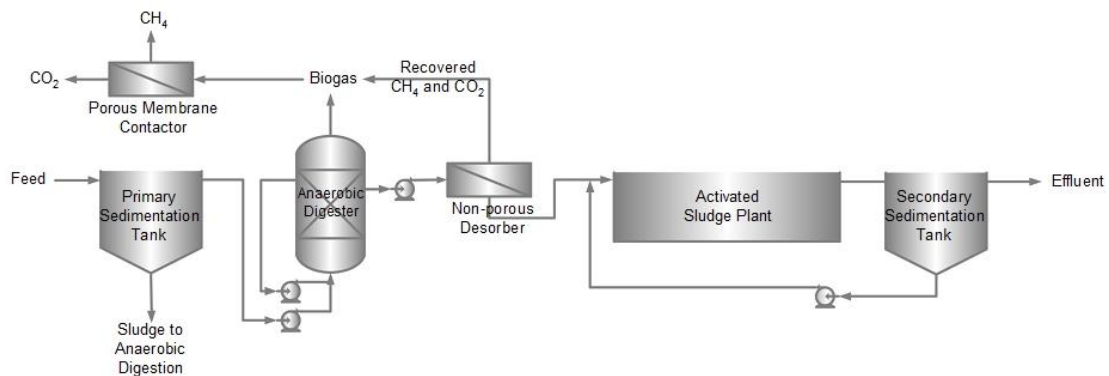 CH₄
CO₂
Porous Membrane
Contactor
Biogas
Recovered
CH₄ and CO₂
Feed
Primary
Sedimentation
Tank
Sludge to
Anaerobic
Digestion
Anaerobic
Digester
Non-porous
Desorber
Activated
Sludge Plant
Secondary
Sedimentation
Tank
Effluent